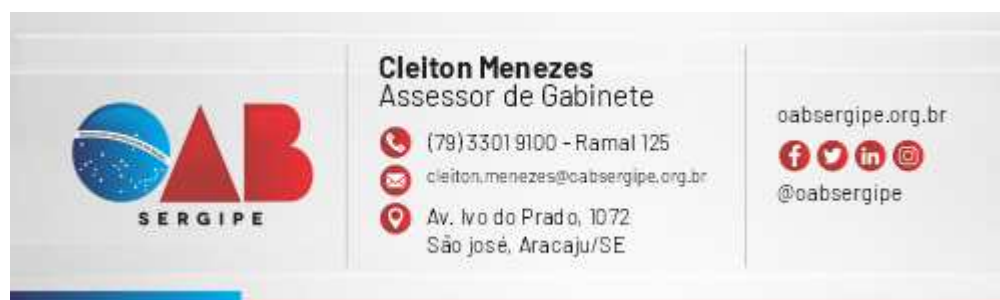 OAB
SERGIPE
Cleiton Menezes
Assessor de Gabinete
(79) 3301 9100 - Ramal 125
cleiton.menezes@oabsergipe.org.br
Av. Ivo do Prado, 1072
São josé, Aracaju/SE
oabsergipe.org.br
@oabsergipe